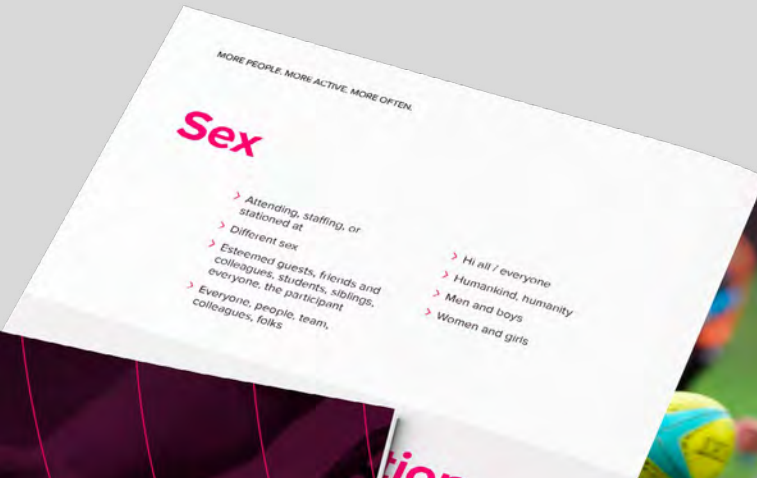 MORE PEOPLE. MORE ACTIVE. MORE OFTEN.
Sex
> Attending, staffing, or
stationed at
> Different sex
> Esteemed guests, friends and
colleagues, students, siblings,
everyone, the participant
> Everyone, people, team,
colleagues, folks
> Hi all / everyone
> Humankind, humanity
> Men and boys
> Women and girls